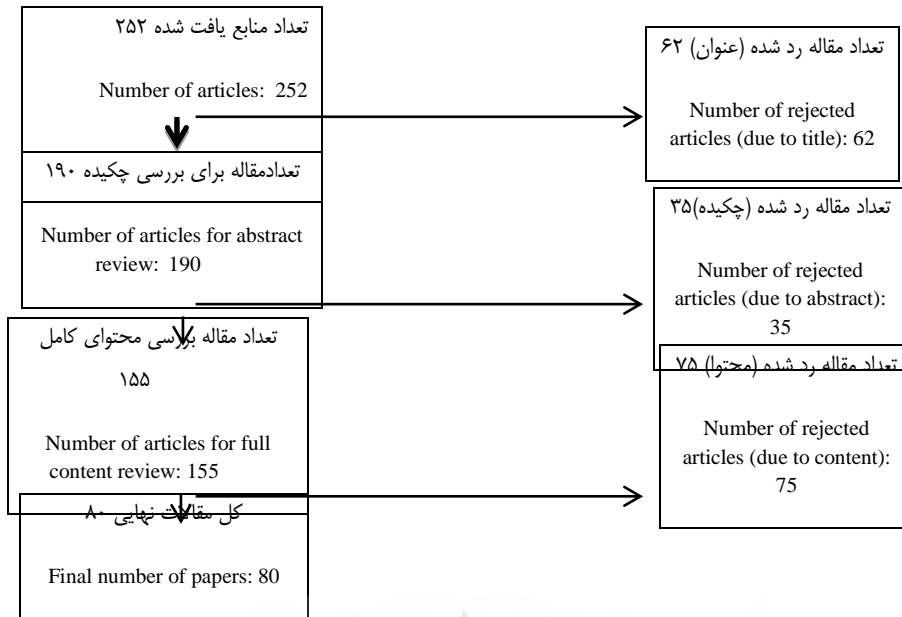 تعداد منابع یافت شده ۲۵۲
Number of articles: 252
تعداد مقاله رد شده (عنوان) ۶۲
Number of rejected
articles (due to title): 62
تعدادمقاله برای بررسی چکیده ۱۹۰
Number of articles for abstract
review: 190
تعداد مقاله رد شده (چکیده)۳۵
Number of rejected
articles (due to abstract):
35
تعداد مقاله بررسی محتوای کامل
۱۵۵
Number of articles for full
content review: 155
تعداد مقاله رد شده (محتوا) ۷۵
Number of rejected
articles (due to content):
75
کل مقالات نهایی ۸۰
Final number of papers: 80